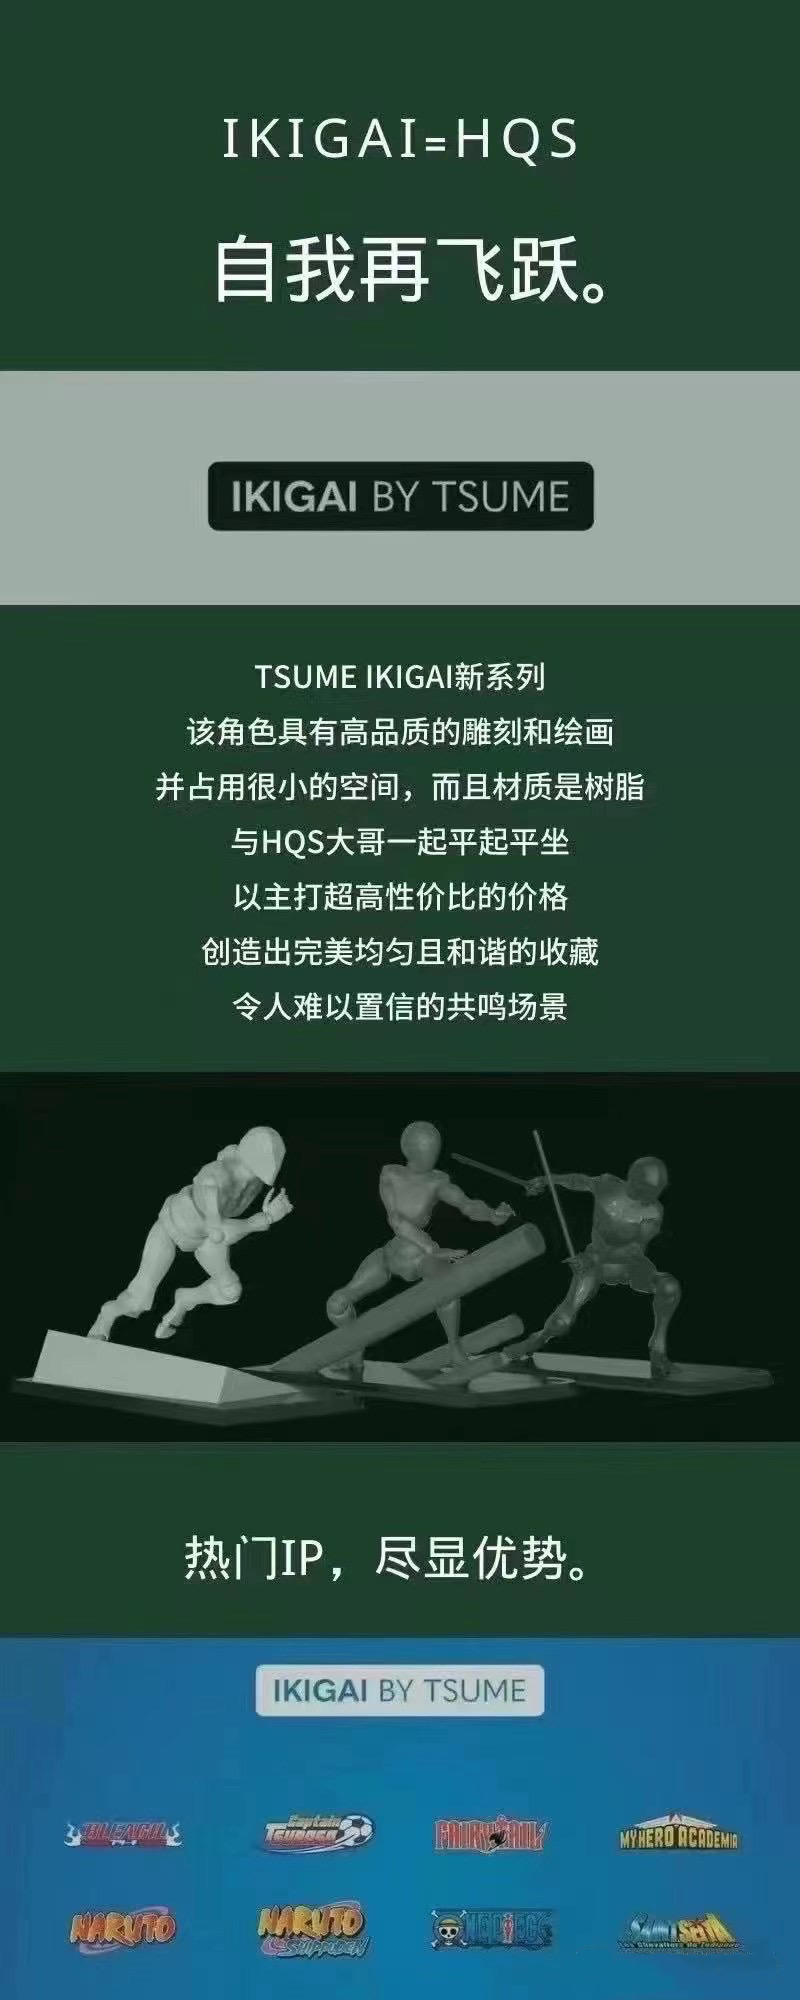 IKIGAI=HQS
自我再飞跃。
IKIGAI BY TSUME
TSUME IKIGAI新系列
该角色具有高品质的雕刻和绘画
并占用很小的空间，而且材质是树脂
与HQS大哥一起平起平坐
以主打超高性价比的价格
创造出完美均匀且和谐的收藏
令人难以置信的共鸣场景
热门IP，尽显优势。
IKIGAI BY TSUME
BLEACH
Captain
TSUBASA
FAIRY TAIL
MY HERO ACADEMIA
NARUTO
NARUTO
SHIPPUDEN
ONE PIECE
SAINT SEIYA
Les Chevaliers du Zodiaque